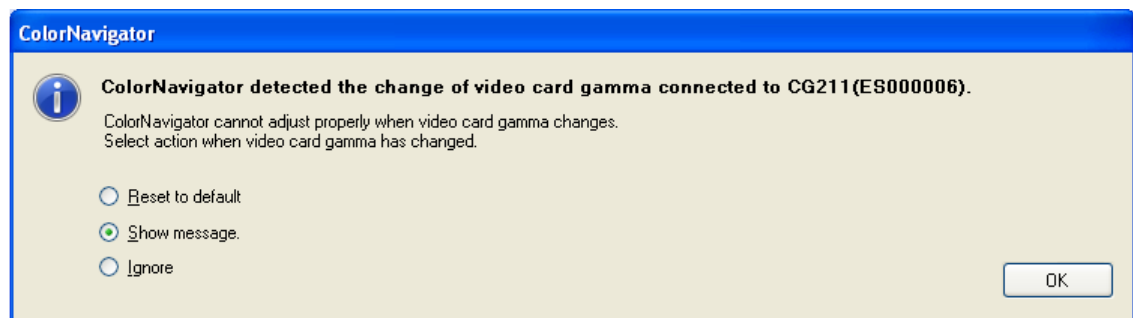 ColorNavigator
ColorNavigator detected the change of video card gamma connected to CG211(ES000006).
ColorNavigator cannot adjust properly when video card gamma changes.
Select action when video card gamma has changed.
Reset to default
Show message.
Ignore
OK